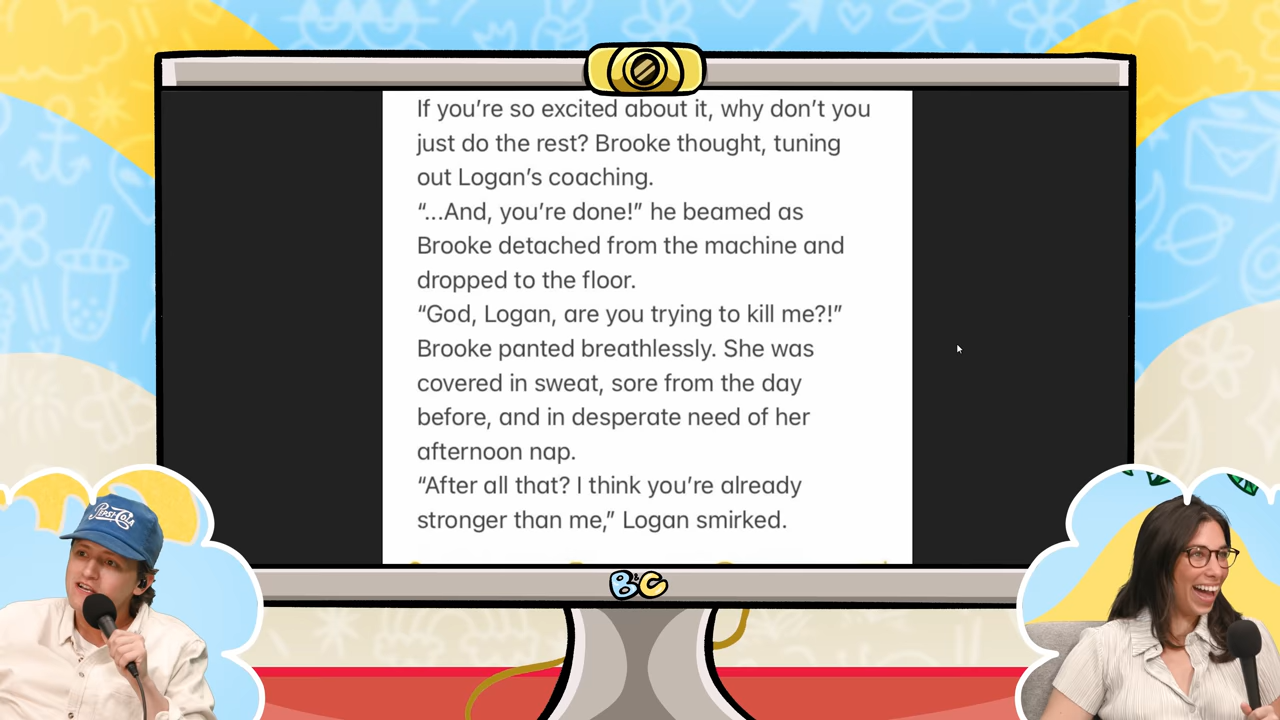 If you’re so excited about it, why don’t you
just do the rest? Brooke thought, tuning
out Logan’s coaching.
“...And, you’re done!” he beamed as
Brooke detached from the machine and
dropped to the floor.
“God, Logan, are you trying to kill me?!”
Brooke panted breathlessly. She was
covered in sweat, sore from the day
before, and in desperate need of her
afternoon nap.
“After all that? I think you’re already
stronger than me,” Logan smirked.
B&C
PEPSI-COLA